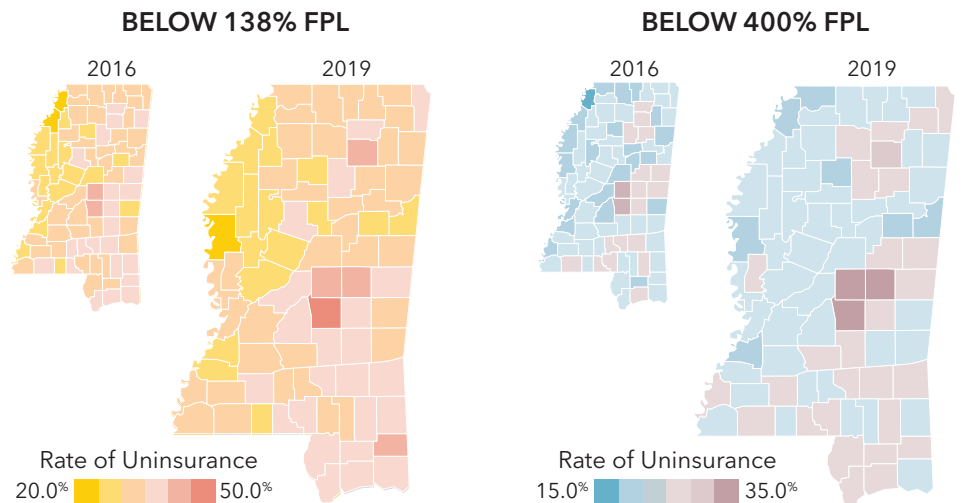 BELOW 138% FPL
2016
2019
Rate of Uninsurance
20.0%
50.0%
BELOW 400% FPL
2016
2019
Rate of Uninsurance
15.0%
35.0%